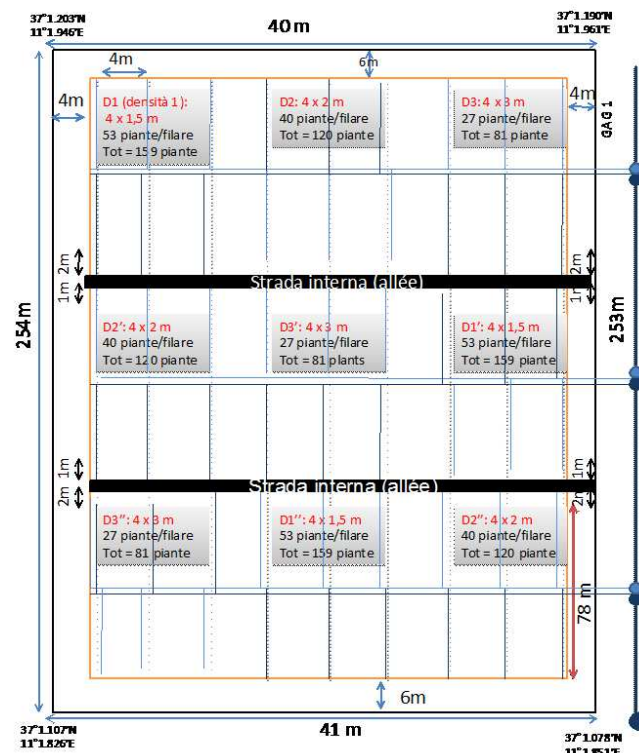 37°1.203'N
11°1.946'E
40 m
37°1.190'N
11°1.961'E
6m
4m
4m
4m
GAG 1
D1 (densità 1 ):
4 x 1,5 m
53 piante/filare
Tot = 159 piante
D2: 4 x 2 m
40 piante/filare
Tot = 120 piante
D3: 4 x 3 m
27 piante/filare
Tot = 81 piante
2m
2m
Strada interna (allée)
1m
1m
254 m
253 m
D2': 4 x 2 m
40 piante/filare
Tot = 120 piante
D3': 4 x 3 m
27 piante/filare
Tot = 81 plants
D1': 4 x 1,5 m
53 piante/filare
Tot = 159 piante
1m
1m
Strada interna (allée)
2m
2m
D3'': 4 x 3 m
27 piante/filare
Tot = 81 piante
D1'': 4 x 1,5 m
53 piante/filare
Tot = 159 piante
D2'': 4 x 2 m
40 piante/filare
Tot = 120 piante
78 m
6m
37°1.107'N
11°1.826'E
41 m
37°1.078'N
11°1.851'E